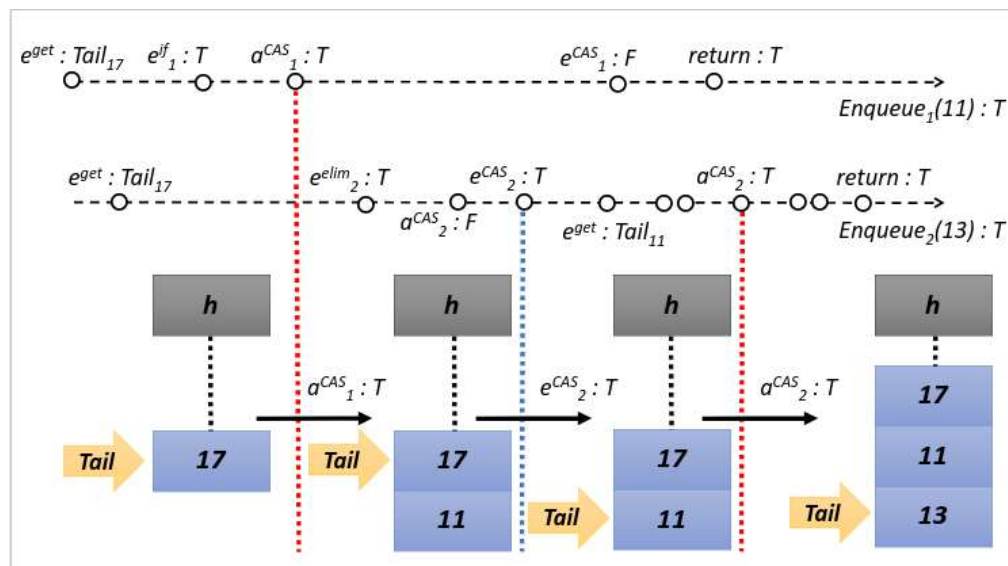 e^get : Tail_17 e^if_1 : T a^CAS_1 : T e^CAS_1 : F return : T
Enqueue_1(11) : T
e^get : Tail_17 e^elim_2 : T e^CAS_2 : T a^CAS_2 : T return : T
a^CAS_2 : F e^get : Tail_11 Enqueue_2(13) : T
h h h h
a^CAS_1 : T e^CAS_2 : T a^CAS_2 : T
17
Tail 17 Tail 17 17 11
11 Tail 11 Tail 13